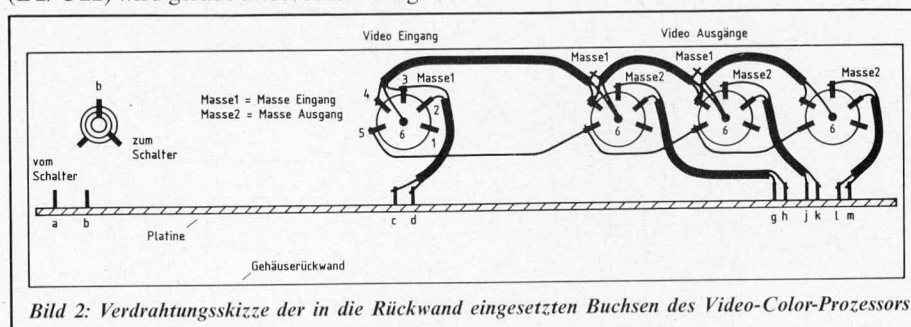 Video Eingang
Video Ausgänge
b
3
Masse1
4
2
5
6
1
Masse1 = Masse Eingang
Masse2 = Masse Ausgang
Masse1
Masse2
6
Masse1
Masse2
6
Masse2
6
zum
Schalter
vom
Schalter
a
b
c
d
g
h
j
k
l
m
Platine
Gehäuserückwand
Bild 2: Verdrahtungsskizze der in die Rückwand eingesetzten Buchsen des Video-Color-Prozessors